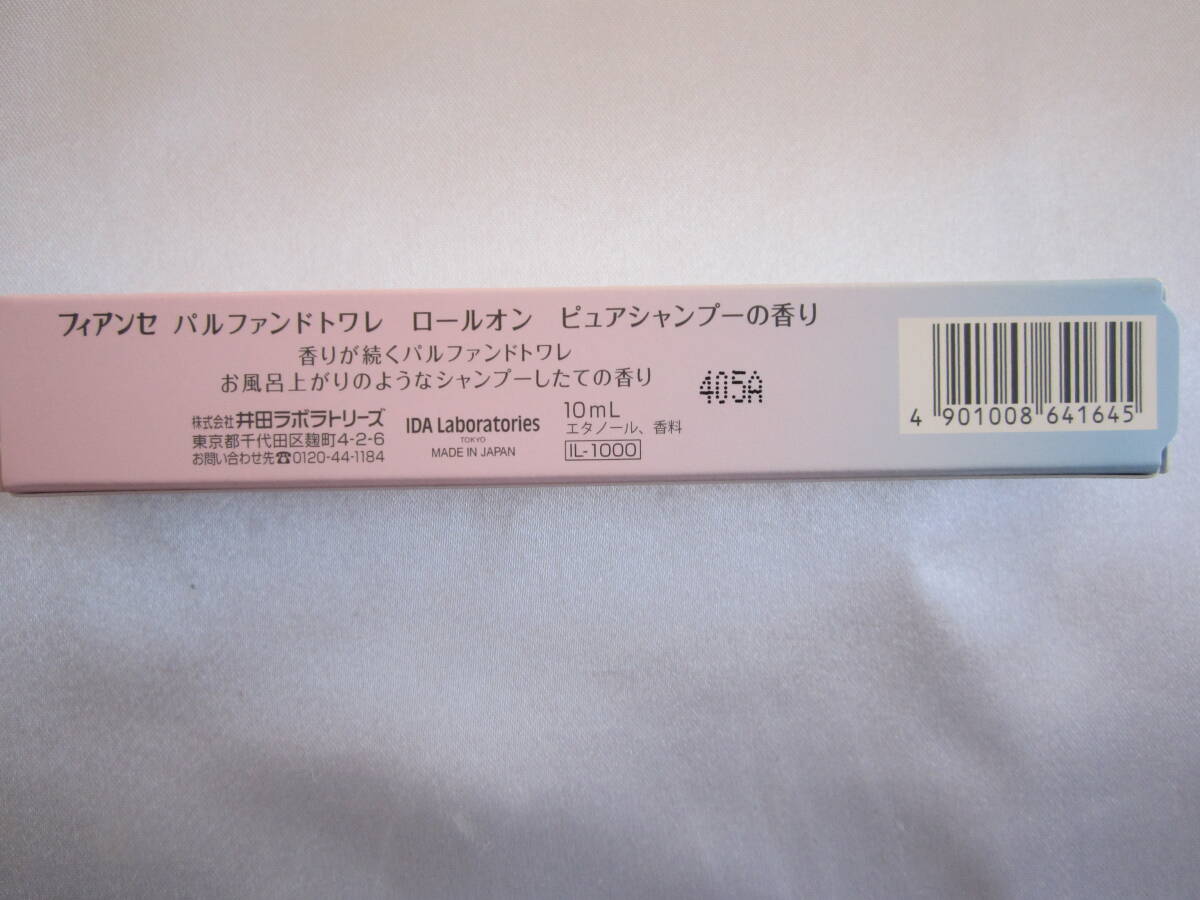 フィアンセ パルファンドトワレ ロールオン ピュアシャンプーの香り
香りが続くパルファンドトワレ
お風呂上がりのようなシャンプーしたての香り
405A
株式会社 井田ラボラトリーズ
東京都千代田区麹町4-2-6
お問い合わせ先☎0120-44-1184
IDA Laboratories
TOKYO
MADE IN JAPAN
10mL
エタノール、香料
IL-1000
4 901008 641645